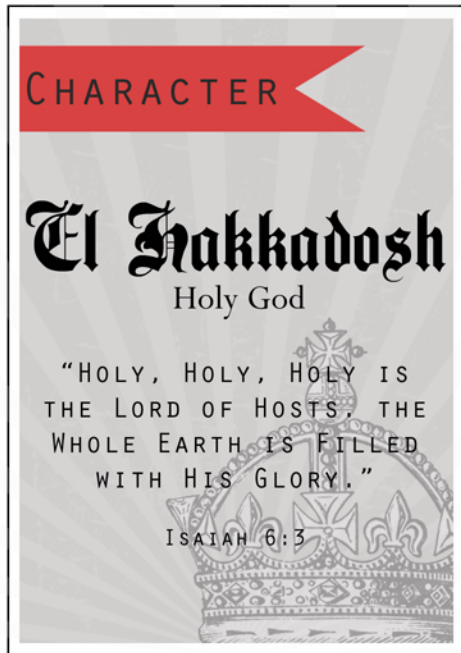 CHARACTER
El Hakkadosh
Holy God
“HOLY, HOLY, HOLY IS
THE LORD OF HOSTS, THE
WHOLE EARTH IS FILLED
WITH HIS GLORY.”
ISAIAH 6:3